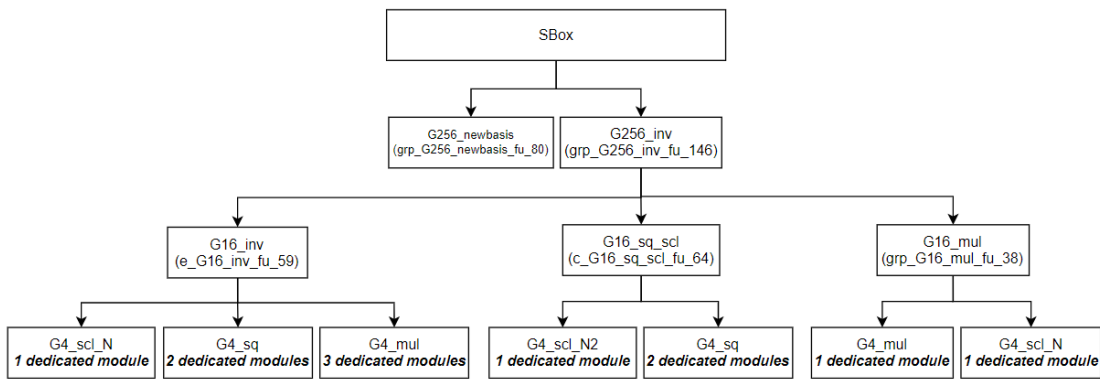 SBox
G256_newbasis
(grp_G256_newbasis_fu_80)
G256_inv
(grp_G256_inv_fu_146)
G16_inv
(e_G16_inv_fu_59)
G16_sq_scl
(c_G16_sq_scl_fu_64)
G16_mul
(grp_G16_mul_fu_38)
G4_scl_N
1 dedicated module
G4_sq
2 dedicated modules
G4_mul
3 dedicated modules
G4_scl_N2
1 dedicated module
G4_sq
2 dedicated modules
G4_mul
1 dedicated module
G4_scl_N
1 dedicated module